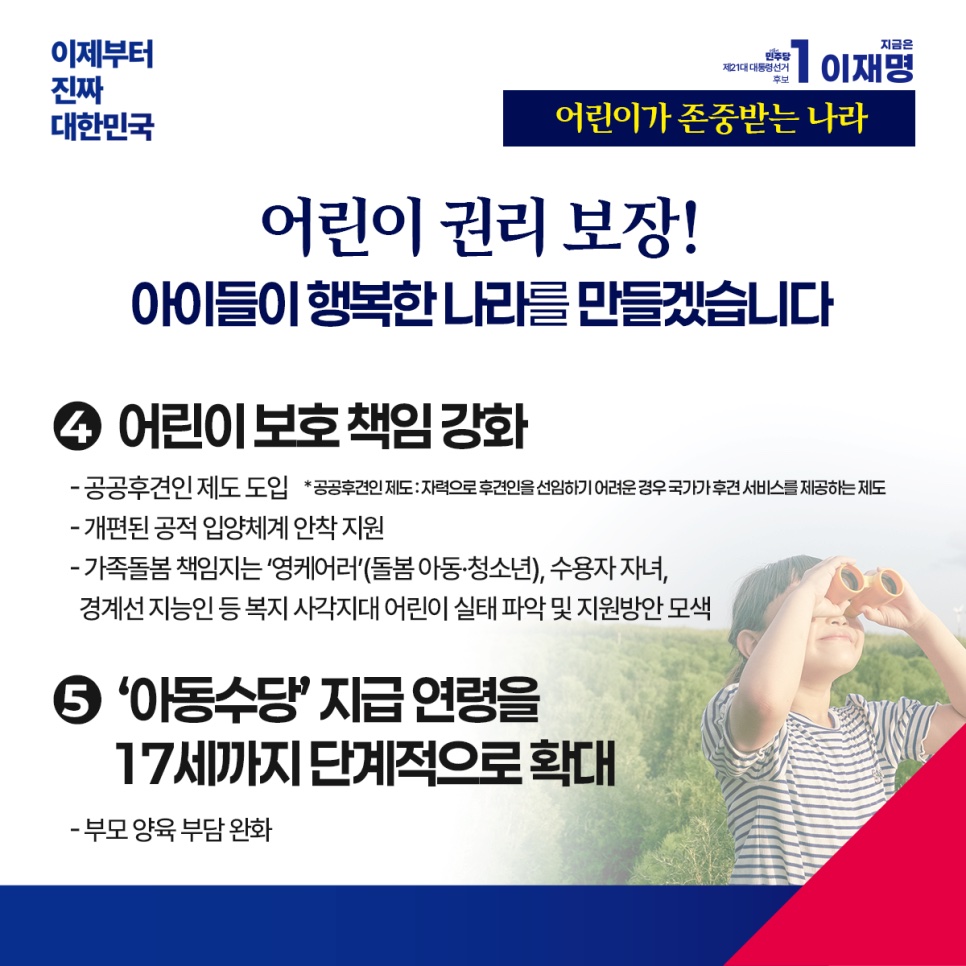 이제부터
진짜
대한민국
더불어
민주당
제21대 대통령선거
후보
1
지금은
이재명
어린이가 존중받는 나라
어린이 권리 보장!
아이들이 행복한 나라를 만들겠습니다
4 어린이 보호 책임 강화
- 공공후견인 제도 도입 * 공공후견인 제도 : 자력으로 후견인을 선임하기 어려운 경우 국가가 후견 서비스를 제공하는 제도
- 개편된 공적 입양체계 안착 지원
- 가족돌봄 책임지는 ‘영케어러’(돌봄 아동·청소년), 수용자 자녀,
경계선 지능인 등 복지 사각지대 어린이 실태 파악 및 지원방안 모색
5 ‘아동수당’ 지급 연령을
17세까지 단계적으로 확대
- 부모 양육 부담 완화